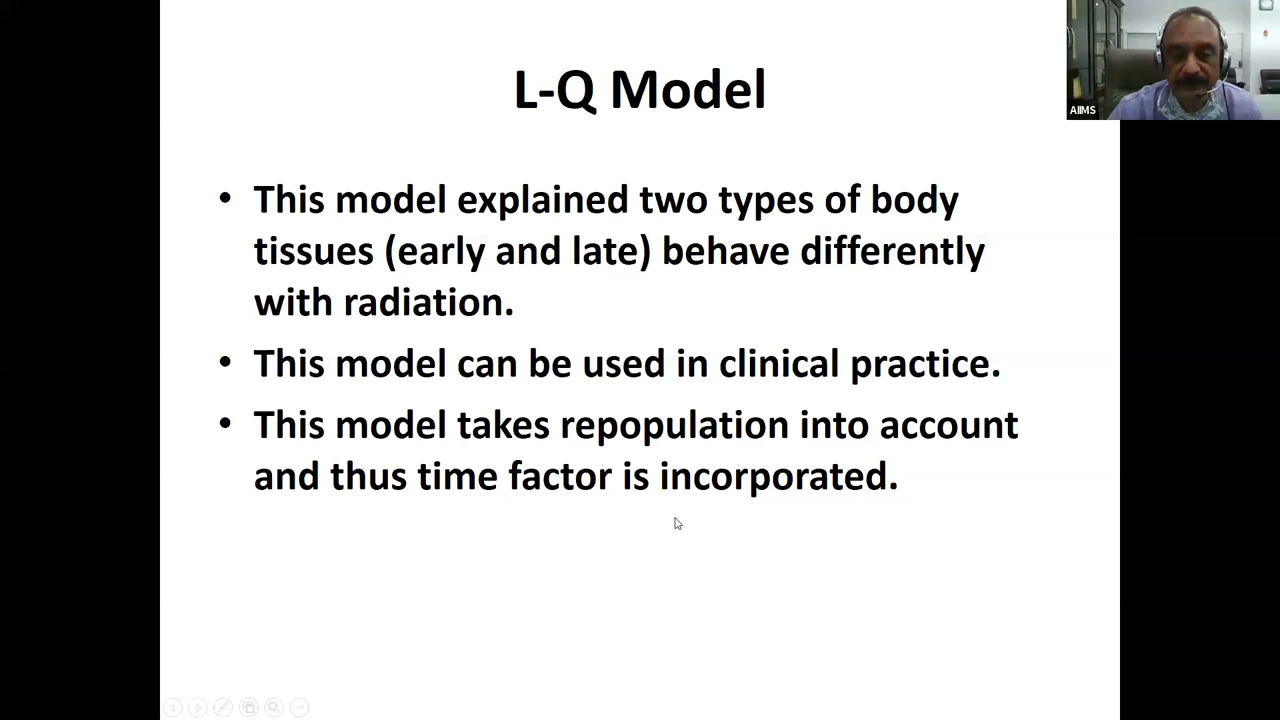 L-Q Model
• This model explained two types of body
tissues (early and late) behave differently
with radiation.
• This model can be used in clinical practice.
• This model takes repopulation into account
and thus time factor is incorporated.
AIIMS